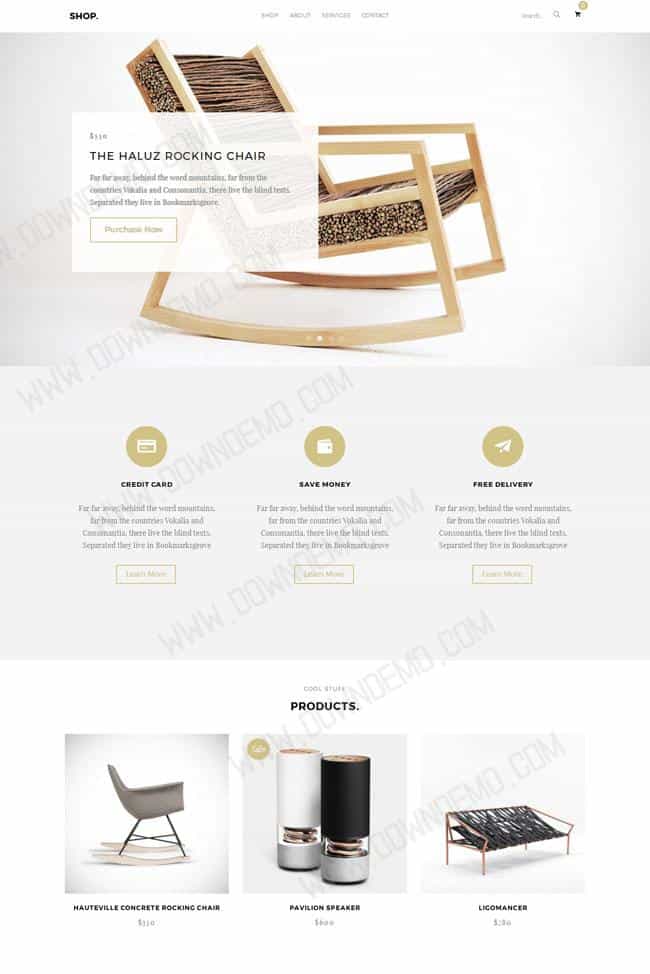 SHOP.
SHOP ABOUT SERVICES CONTACT
Search..
$350
THE HALUZ ROCKING CHAIR
Far far away, behind the word mountains, far from the
countries Vokalia and Consonantia, there live the blind texts.
Separated they live in Bookmarksgrove.
Purchase Now
CREDIT CARD
Far far away, behind the word mountains,
far from the countries Vokalia and
Consonantia, there live the blind texts.
Separated they live in Bookmarksgrove
Learn More
SAVE MONEY
Far far away, behind the word mountains,
far from the countries Vokalia and
Consonantia, there live the blind texts.
Separated they live in Bookmarksgrove
Learn More
FREE DELIVERY
Far far away, behind the word mountains,
far from the countries Vokalia and
Consonantia, there live the blind texts.
Separated they live in Bookmarksgrove
Learn More
COOL STUFF
PRODUCTS.
Sale
HAUTEVILLE CONCRETE ROCKING CHAIR
$350
PAVILION SPEAKER
$600
LIGOMANCER
$780
WWW.DOWNDEMO.COM
WWW.DOWNDEMO.COM
WWW.DOWNDEMO.COM
WWW.DOWNDEMO.COM